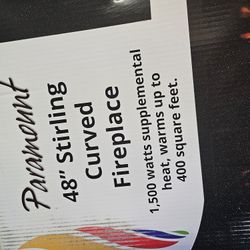 Paramount
48" Stirling
Curved
Fireplace
1,500 watts supplemental
heat, warms up to
400 square feet.